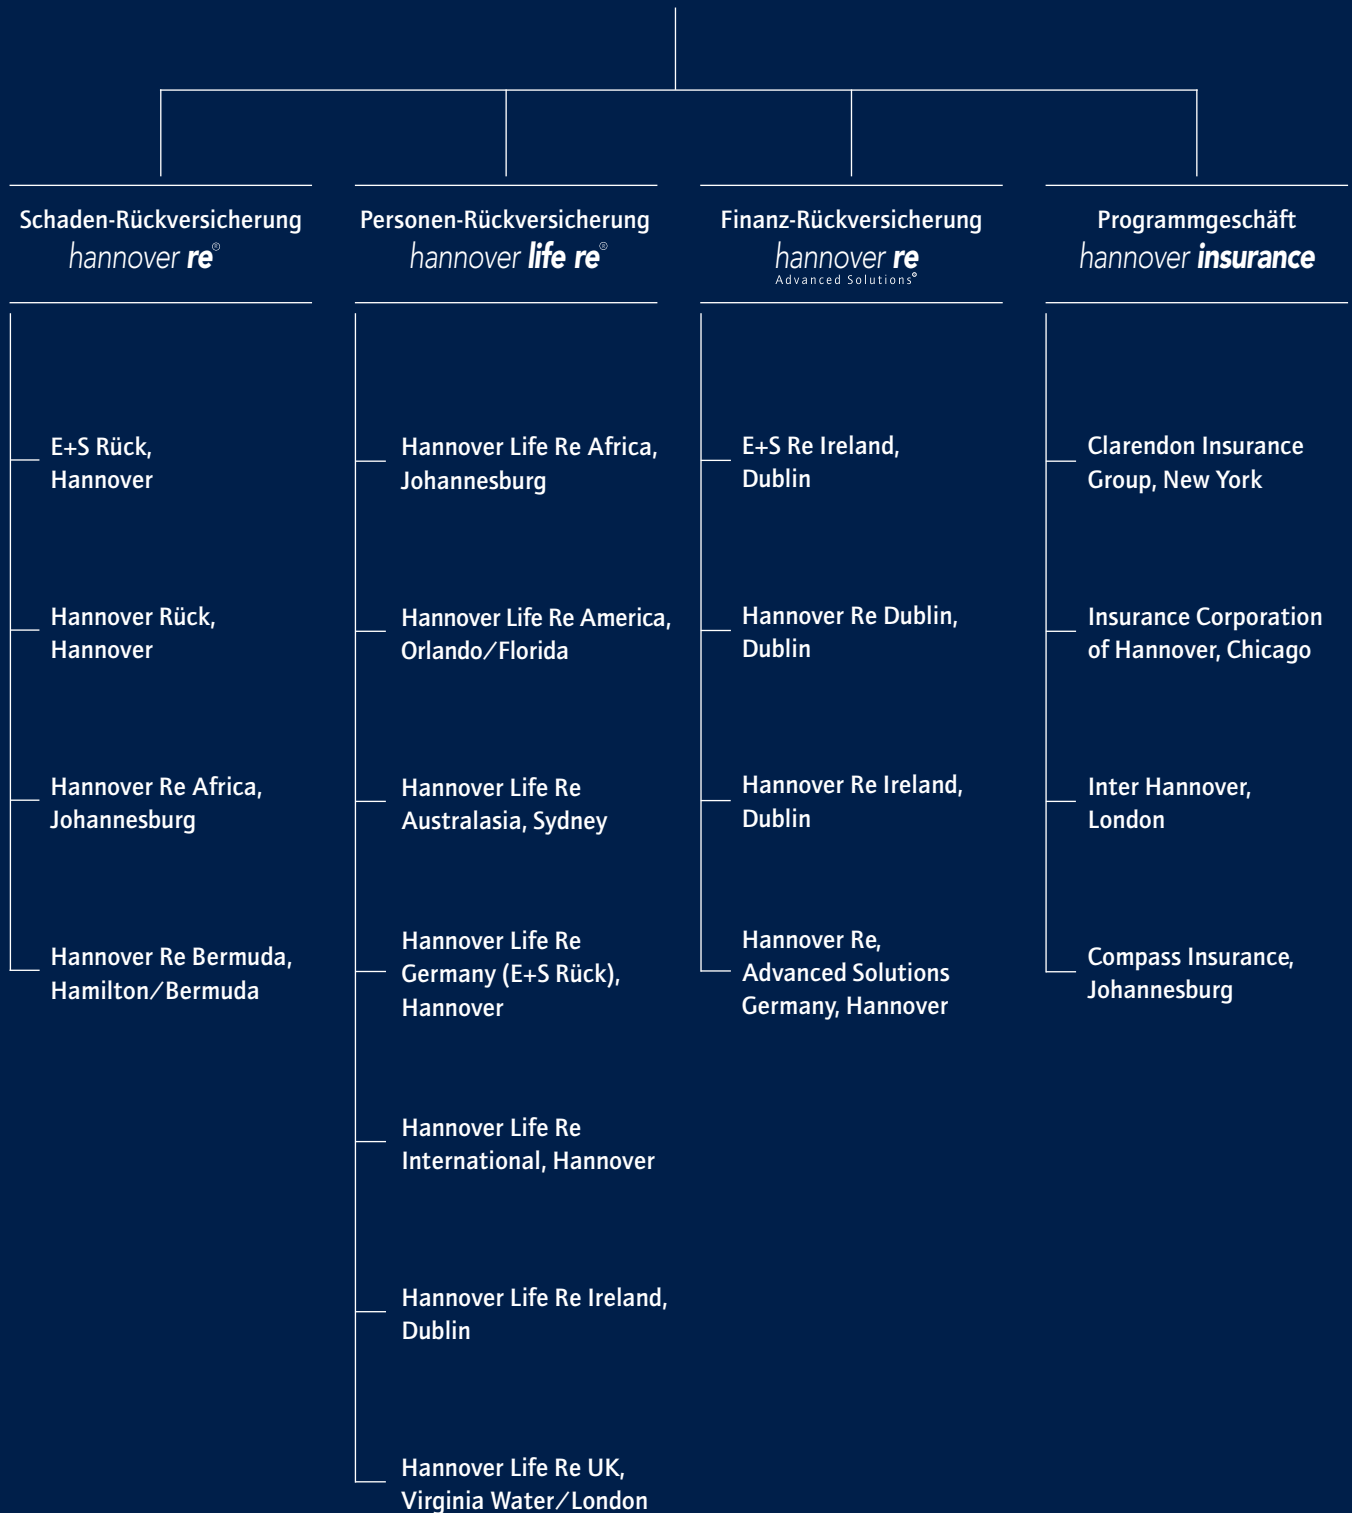 Schaden-Rückversicherung
hannover re®
E+S Rück,
Hannover
Hannover Rück,
Hannover
Hannover Re Africa,
Johannesburg
Hannover Re Bermuda,
Hamilton/Bermuda
Personen-Rückversicherung
hannover life re®
Hannover Life Re Africa,
Johannesburg
Hannover Life Re America,
Orlando/Florida
Hannover Life Re
Australasia, Sydney
Hannover Life Re
Germany (E+S Rück),
Hannover
Hannover Life Re
International, Hannover
Hannover Life Re Ireland,
Dublin
Hannover Life Re UK,
Virginia Water/London
Finanz-Rückversicherung
hannover re
Advanced Solutions®
E+S Re Ireland,
Dublin
Hannover Re Dublin,
Dublin
Hannover Re Ireland,
Dublin
Hannover Re,
Advanced Solutions
Germany, Hannover
Programmgeschäft
hannover insurance
Clarendon Insurance
Group, New York
Insurance Corporation
of Hannover, Chicago
Inter Hannover,
London
Compass Insurance,
Johannesburg